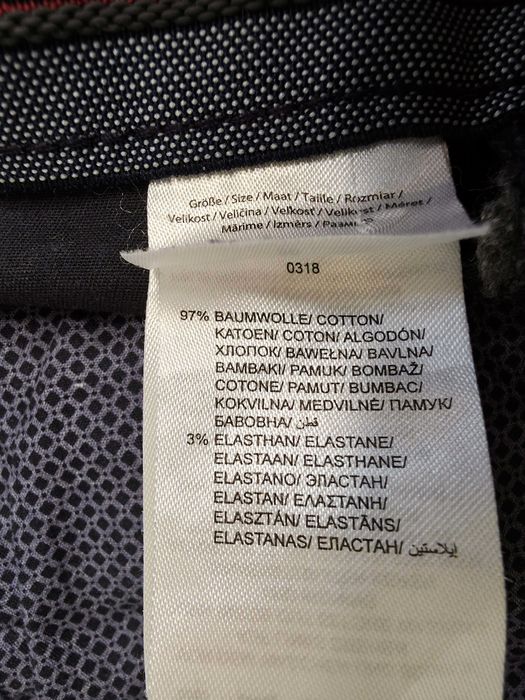 Größe / Size / Maat / Taille / Rozmiar /
Velikost / Veličina / Veľkosť / Velikost / Méret /
Mărime / Izmērs / Размер
0318
97% BAUMWOLLE/ COTTON/
KATOEN/ COTON/ ALGODÓN/
ХЛОПОК/ BAWEŁNA/ BAVLNA/
BAMBAKI/ PAMUK/ BOMBAŽ/
COTONE/ PAMUT/ BUMBAC/
KOKVILNA/ MEDVILNĖ/ ПАМУК/
БАВОВНА/ قطن
3% ELASTHAN/ ELASTANE/
ELASTAAN/ ELASTHANE/
ELASTANO/ ЭЛАСТАН/
ELASTAN/ ΕΛΑΣΤΑΝΗ/
ELASZTÁN/ ELASTĀNS/
ELASTANAS/ ЕЛАСТАН/ إيلاستين